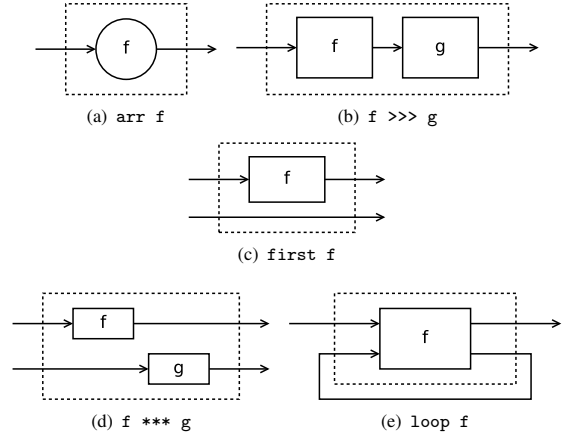 f
f
g
(a) arr f
(b) f >>> g
f
(c) first f
f
g
f
(d) f *** g
(e) loop f